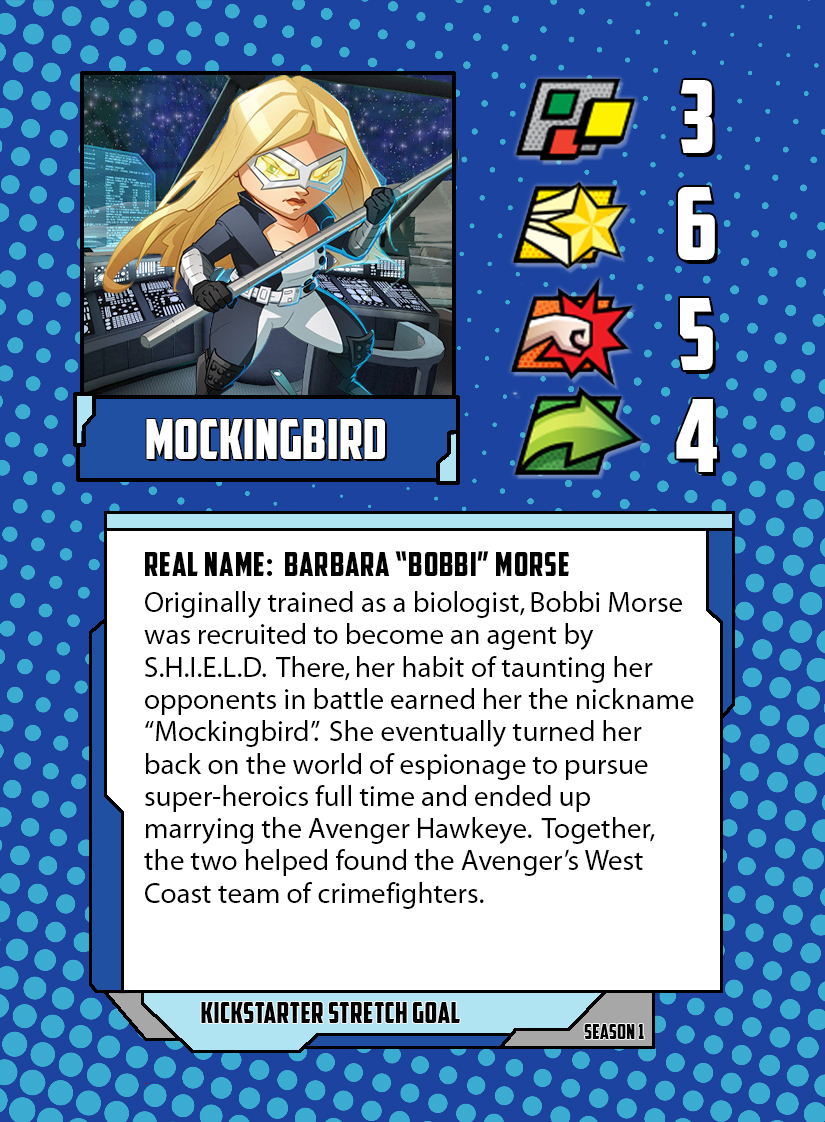 3
6
5
4
MOCKINGBIRD
REAL NAME: BARBARA “BOBBI” MORSE
Originally trained as a biologist, Bobbi Morse
was recruited to become an agent by
S.H.I.E.L.D. There, her habit of taunting her
opponents in battle earned her the nickname
“Mockingbird”. She eventually turned her
back on the world of espionage to pursue
super-heroics full time and ended up
marrying the Avenger Hawkeye. Together,
the two helped found the Avenger’s West
Coast team of crimefighters.
KICKSTARTER STRETCH GOAL
SEASON 1